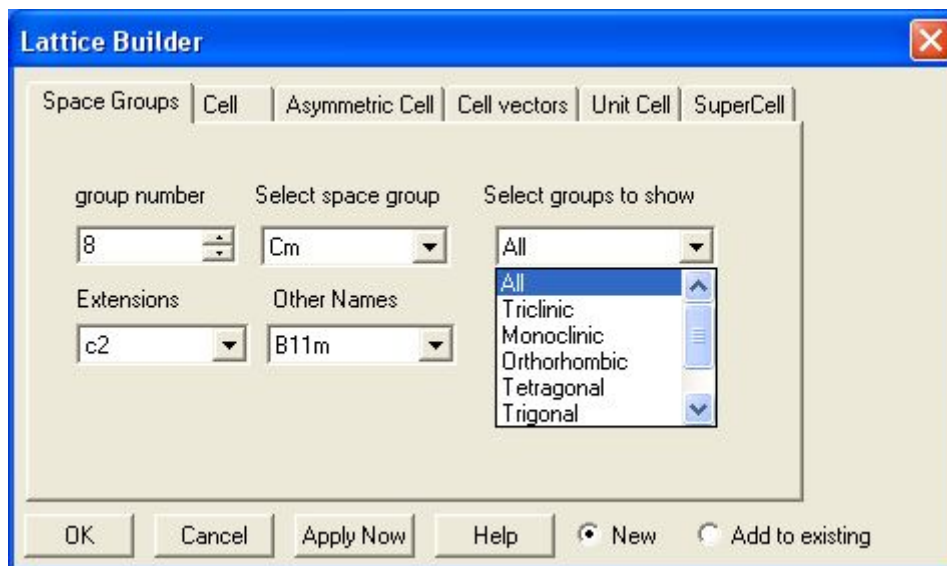 Lattice Builder
Space Groups Cell Asymmetric Cell Cell vectors Unit Cell SuperCell
group number Select space group Select groups to show
8 Cm All
Extensions Other Names
c2 B11m
All
Triclinic
Monoclinic
Orthorhombic
Tetragonal
Trigonal
OK Cancel Apply Now Help New Add to existing